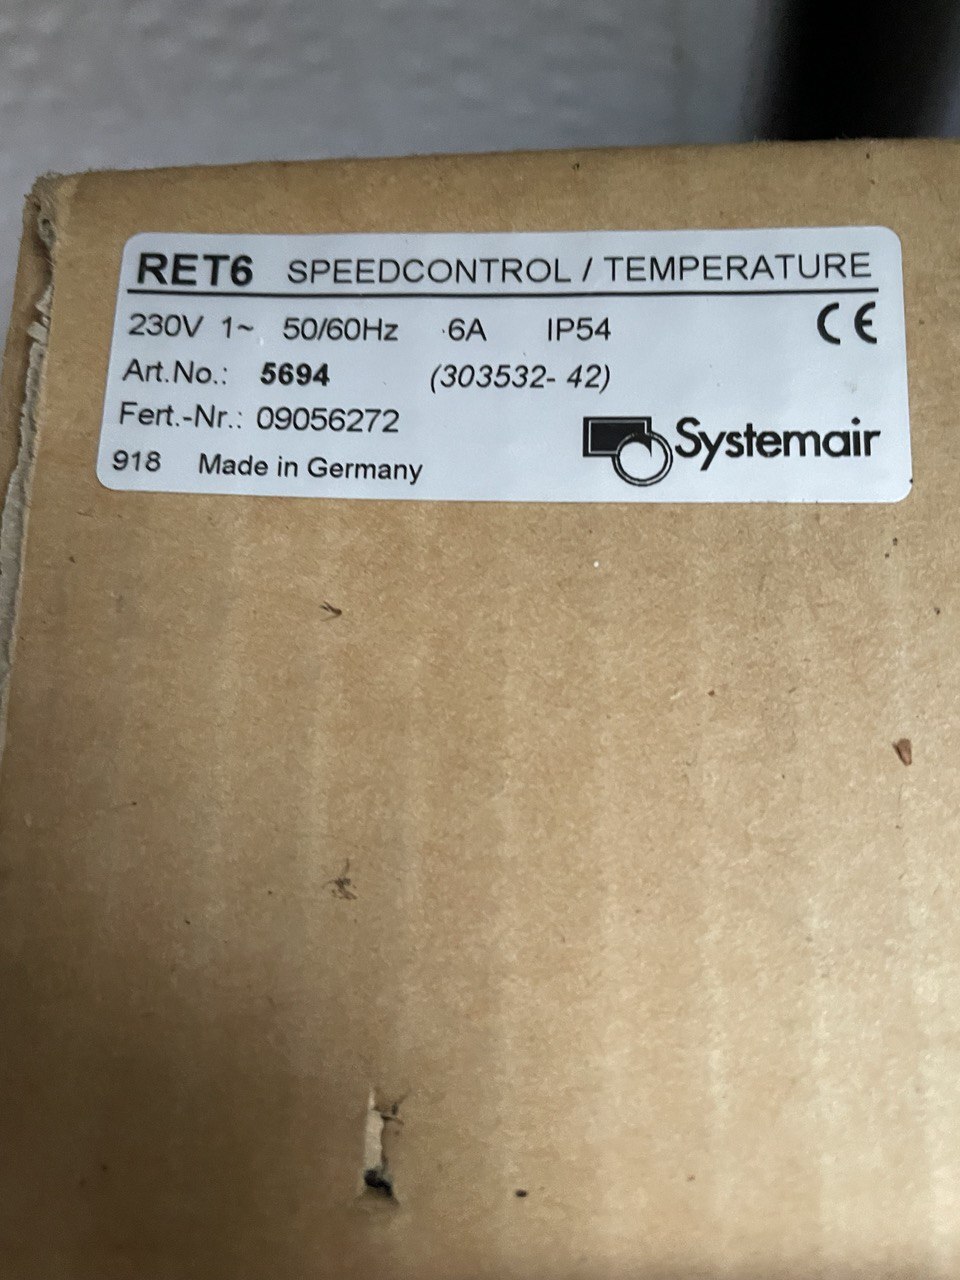 RET6 SPEEDCONTROL / TEMPERATURE
230V 1~ 50/60Hz 6A IP54 CE
Art.No.: 5694 (303532- 42)
Fert.-Nr.: 09056272
Systemair
918 Made in Germany